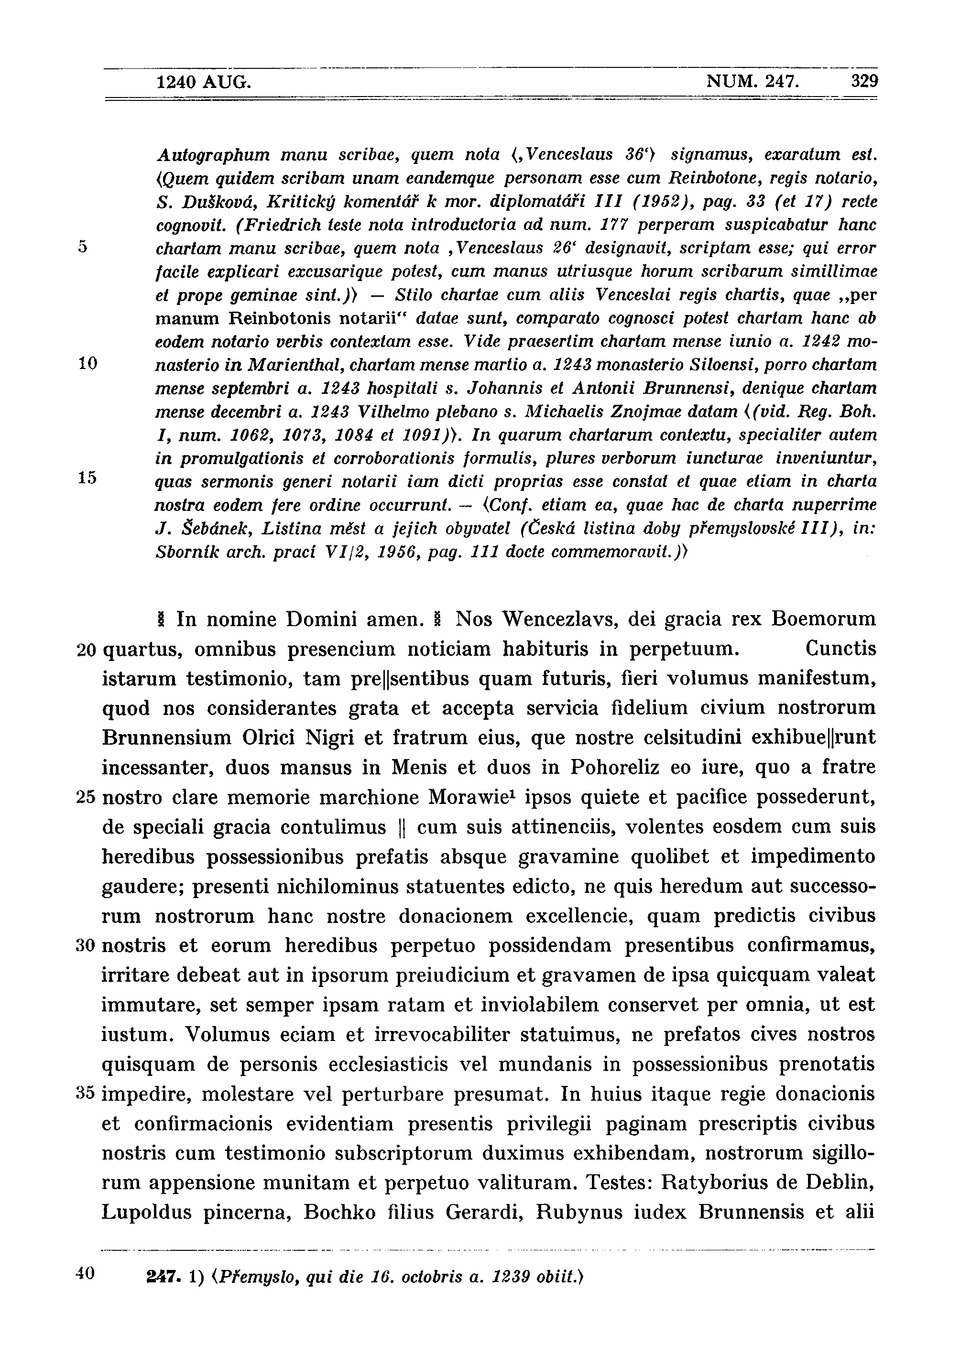 1240 AUG. NUM. 247. 329
Autographum manu scribae, quem nota ⟨‚Venceslaus 36‘⟩ signamus, exaratum est.
⟨Quem quidem scribam unam eandemque personam esse cum Reinbotone, regis notario,
S. Dušková, Kritický komentář k mor. diplomatáři III (1952), pag. 33 (et 17) recte
cognovit. (Friedrich teste nota introductoria ad num. 177 perperam suspicabatur hanc
5 chartam manu scribae, quem nota ‚Venceslaus 26‘ designavit, scriptam esse; qui error
facile explicari excusarique potest, cum manus utriusque horum scribarum simillimae
et prope geminae sint.)⟩ — Stilo chartae cum aliis Venceslai regis chartis, quae „per
manum Reinbotonis notarii“ datae sunt, comparato cognosci potest chartam hanc ab
eodem notario verbis contextam esse. Vide praesertim chartam mense iunio a. 1242 mo-
10 nasterio in Marienthal, chartam mense martio a. 1243 monasterio Siloensi, porro chartam
mense septembri a. 1243 hospitali s. Johannis et Antonii Brunnensi, denique chartam
mense decembri a. 1243 Vilhelmo plebano s. Michaelis Znojmae datam ⟨(vid. Reg. Boh.
I, num. 1062, 1073, 1084 et 1091)⟩. In quarum chartarum contextu, specialiter autem
in promulgationis et corroborationis formulis, plures verborum iuncturae inveniuntur,
15 quas sermonis generi notarii iam dicti proprias esse constat et quae etiam in charta
nostra eodem fere ordine occurrunt. — ⟨Conf. etiam ea, quae hac de charta nuperrime
J. Šebánek, Listina měst a jejich obyvatel (Česká listina doby přemyslovské III), in:
Sborník arch. prací VI/2, 1956, pag. 111 docte commemoravit.)⟩
⁑ In nomine Domini amen. ⁑ Nos Wencezlavs, dei gracia rex Boemorum
20 quartus, omnibus presencium noticiam habituris in perpetuum. Cunctis
istarum testimonio, tam pre||sentibus quam futuris, fieri volumus manifestum,
quod nos considerantes grata et accepta servicia fidelium civium nostrorum
Brunnensium Olrici Nigri et fratrum eius, que nostre celsitudini exhibue||runt
incessanter, duos mansus in Menis et duos in Pohoreliz eo iure, quo a fratre
25 nostro clare memorie marchione Morawie¹ ipsos quiete et pacifice possederunt,
de speciali gracia contulimus || cum suis attinenciis, volentes eosdem cum suis
heredibus possessionibus prefatis absque gravamine quolibet et impedimento
gaudere; presenti nichilominus statuentes edicto, ne quis heredum aut successo-
rum nostrorum hanc nostre donacionem excellencie, quam predictis civibus
30 nostris et eorum heredibus perpetuo possidendam presentibus confirmamus,
irritare debeat aut in ipsorum preiudicium et gravamen de ipsa quicquam valeat
immutare, set semper ipsam ratam et inviolabilem conservet per omnia, ut est
iustum. Volumus eciam et irrevocabiliter statuimus, ne prefatos cives nostros
quisquam de personis ecclesiasticis vel mundanis in possessionibus prenotatis
35 impedire, molestare vel perturbare presumat. In huius itaque regie donacionis
et confirmacionis evidentiam presentis privilegii paginam prescriptis civibus
nostris cum testimonio subscriptorum duximus exhibendam, nostrorum sigillo-
rum appensione munitam et perpetuo valituram. Testes: Ratyborius de Deblin,
Lupoldus pincerna, Bochko filius Gerardi, Rubynus iudex Brunnensis et alii
40 247. 1) ⟨Přemyslo, qui die 16. octobris a. 1239 obiit.⟩